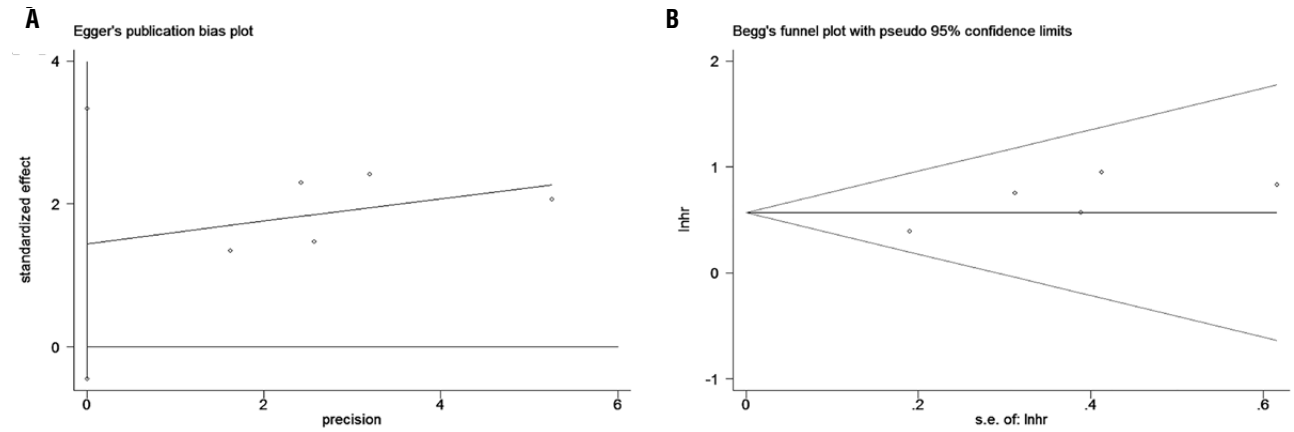 A
Egger's publication bias plot
4
2
0
standardized effect
0 2 4 6
precision
B
Begg's funnel plot with pseudo 95% confidence limits
2
1
0
-1
lnhr
0 .2 .4 .6
s.e. of: lnhr